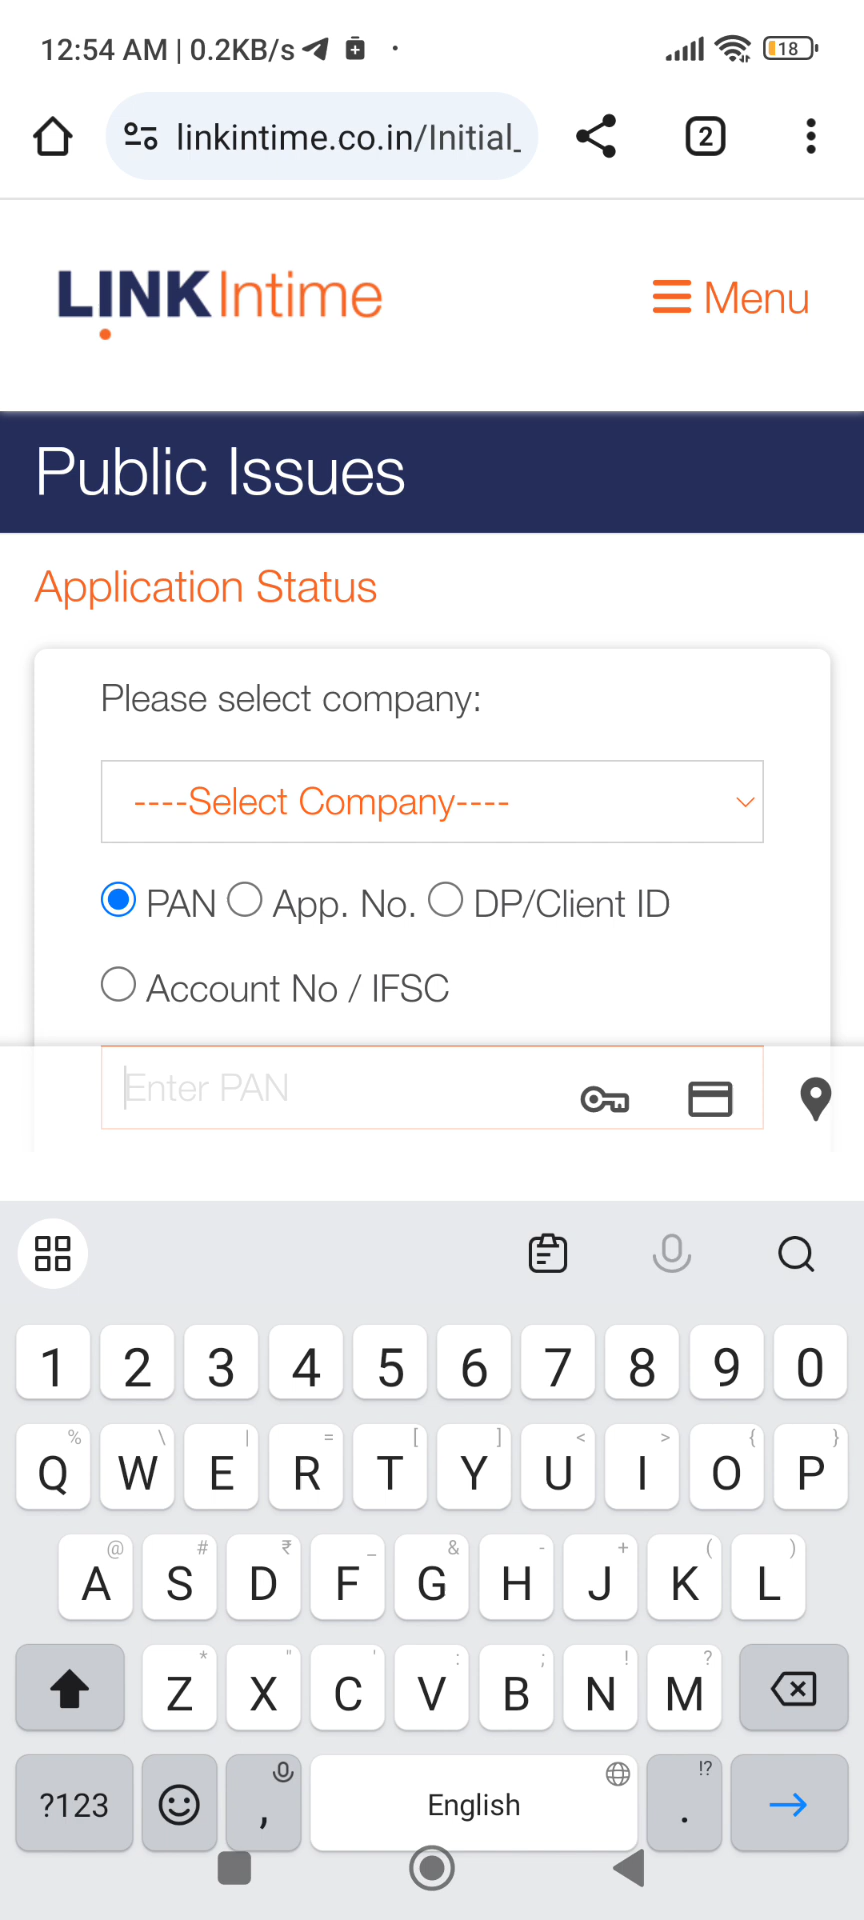 12:54 AM | 0.2KB/s
18
linkintime.co.in/Initial_
2
LINK Intime
Menu
Public Issues
Application Status
Please select company:
----Select Company----
PAN App. No. DP/Client ID
Account No / IFSC
Enter PAN
1 2 3 4 5 6 7 8 9 0
% \ | = [ ] < > { }
Q W E R T Y U I O P
@ # ₹ _ & - + ( )
A S D F G H J K L
* " ' : ; ! ?
Z X C V B N M
!?
?123 , English .